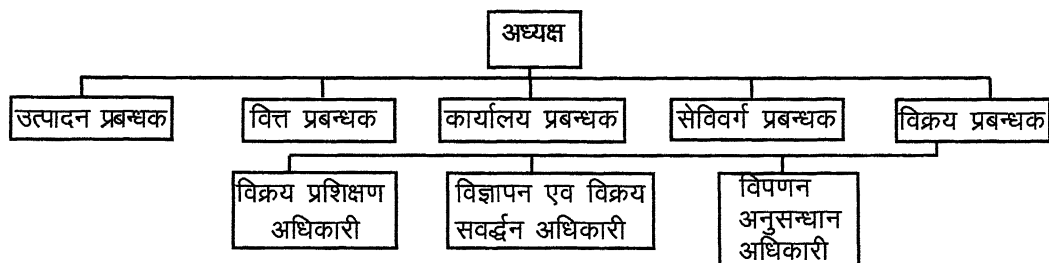 अध्यक्ष
उत्पादन प्रबन्धक वित्त प्रबन्धक कार्यालय प्रबन्धक सेविवर्ग प्रबन्धक विक्रय प्रबन्धक
विक्रय प्रशिक्षण
अधिकारी
विज्ञापन एव विक्रय
सवर्द्धन अधिकारी
विपणन
अनुसन्धान
अधिकारी